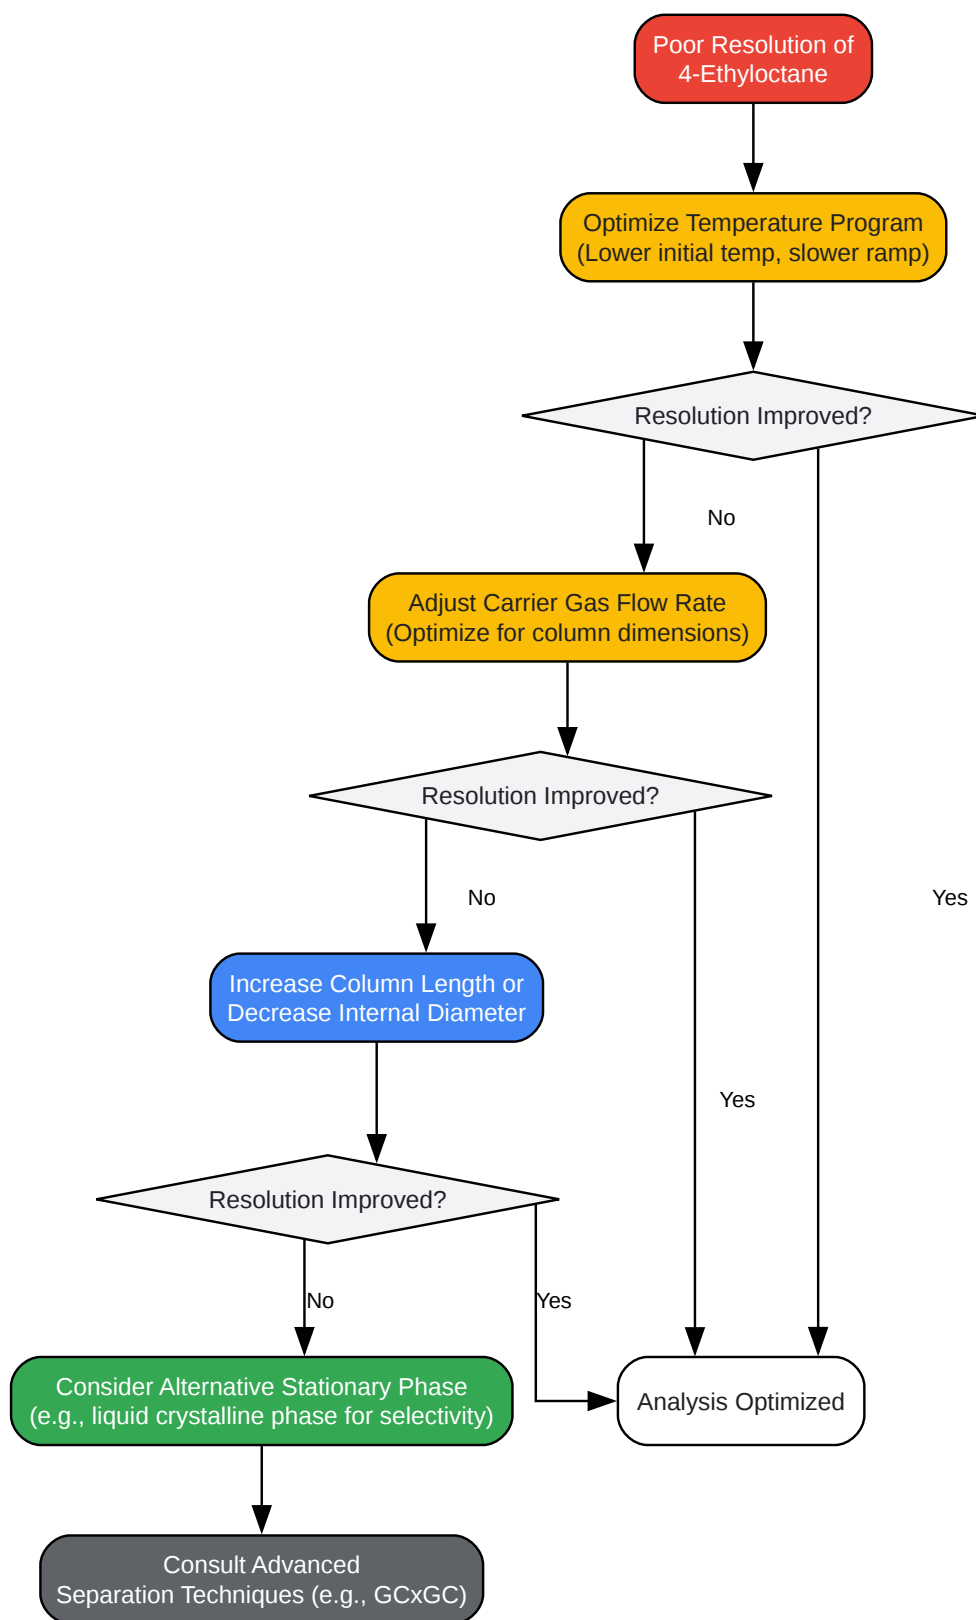 Poor Resolution of
4-Ethyloctane
Optimize Temperature Program
(Lower initial temp, slower ramp)
Resolution Improved?
No
Adjust Carrier Gas Flow Rate
(Optimize for column dimensions)
Resolution Improved?
No
Yes
Increase Column Length or
Decrease Internal Diameter
Yes
Resolution Improved?
No
Yes
Consider Alternative Stationary Phase
(e.g., liquid crystalline phase for selectivity)
Analysis Optimized
Consult Advanced
Separation Techniques (e.g., GCxGC)